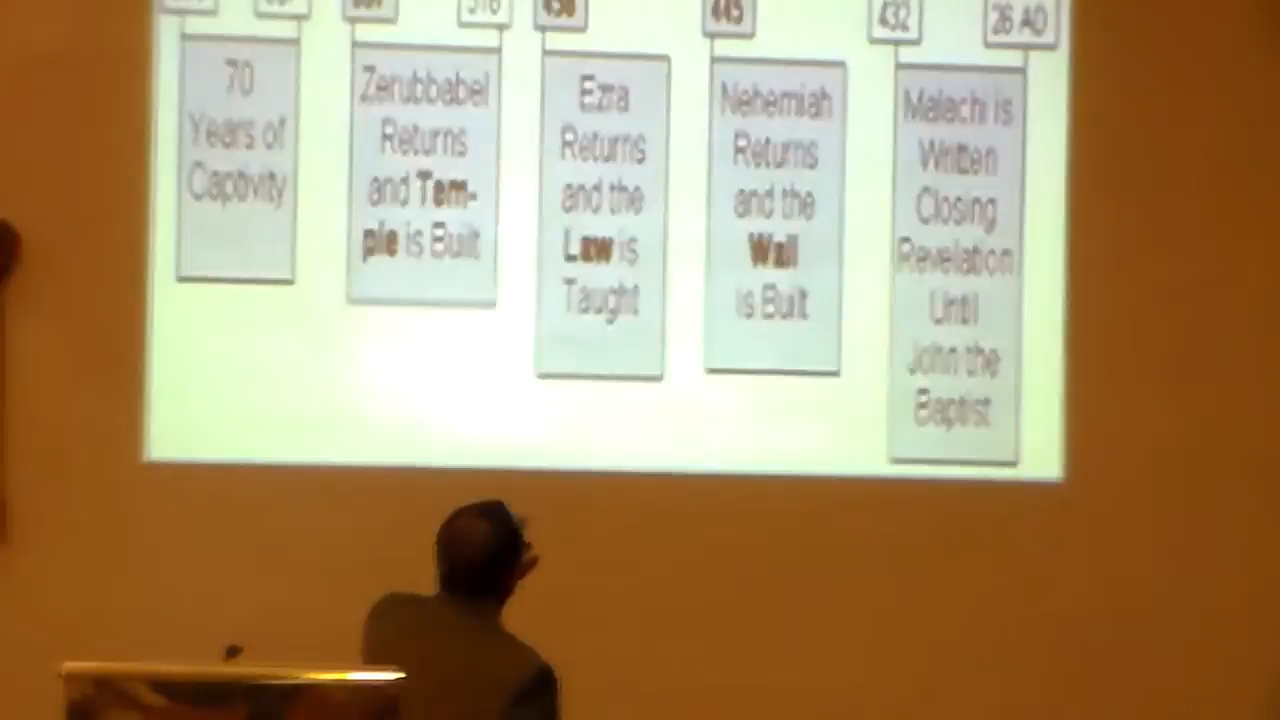 516
458
445
432
26 AD
70
Years of
Captivity
Zerubbabel
Returns
and Tem-
ple is Built
Ezra
Returns
and the
Law is
Taught
Nehemiah
Returns
and the
Wall
is Built
Malachi is
Written
Closing
Revelation
Until
John the
Baptist